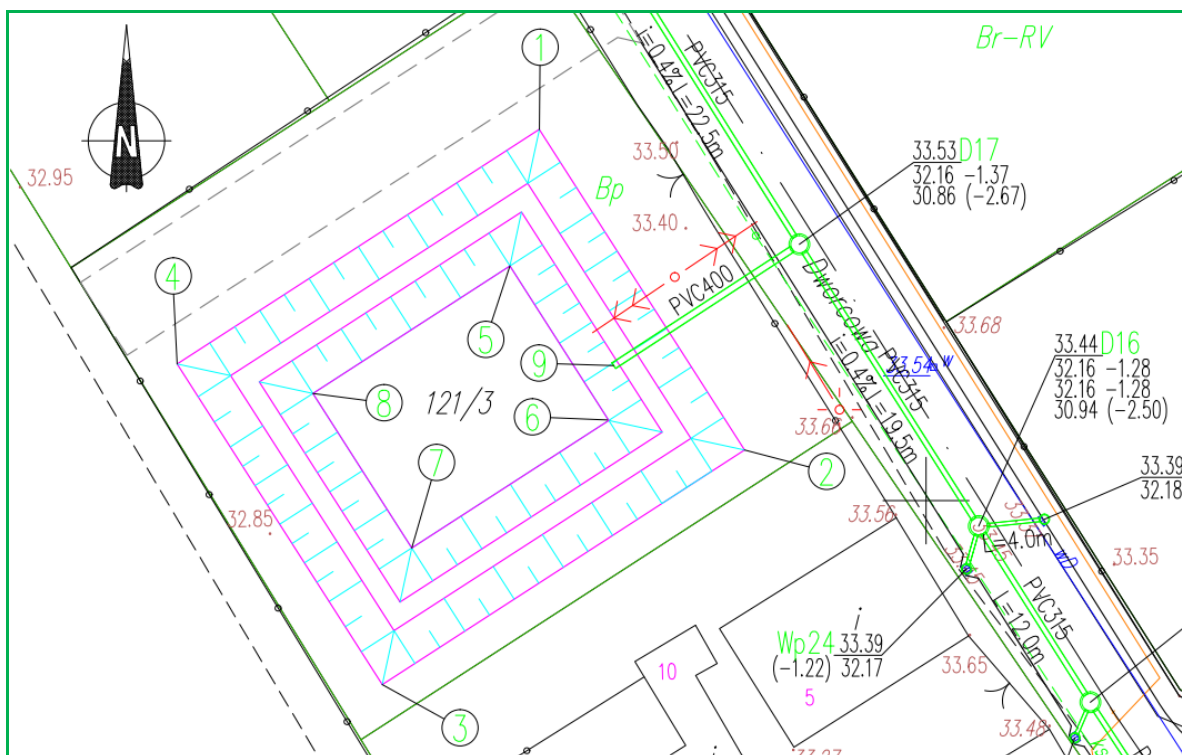 Br-RV
PVC315
i=0.4% l=22.5m
1
N
33.53 D17
32.16 -1.37
30.86 (-2.67)
32.95
33.50
Bp
33.40
4
PVC400
Dworcowa
33.68
5
9
33.54
W
PVC315
i=0.4% l=19.5m
33.44 D16
32.16 -1.28
32.16 -1.28
30.94 (-2.50)
8
121/3
6
33.68
7
2
33.39
32.18
32.85
33.56
L=4.0m
wD
33.35
PVC315
L=12.0m
i
Wp24 33.39
(-1.22) 32.17
10
5
33.65
3
33.48